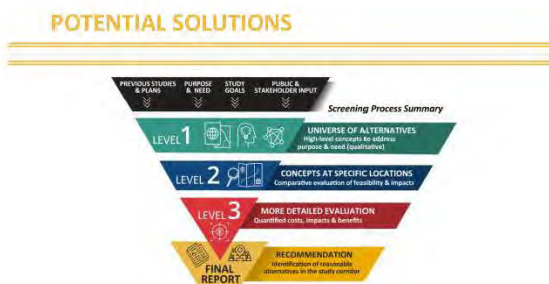 POTENTIAL SOLUTIONS
PREVIOUS STUDIES
& PLANS
PURPOSE
& NEED
STUDY
GOALS
PUBLIC &
STAKEHOLDER INPUT
Screening Process Summary
LEVEL 1
UNIVERSE OF ALTERNATIVES
High-level concepts to address
purpose & need (qualitative)
LEVEL 2
CONCEPTS AT SPECIFIC LOCATIONS
Comparative evaluation of feasibility & impacts
LEVEL 3
MORE DETAILED EVALUATION
Quantified costs, impacts & benefits
FINAL
REPORT
RECOMMENDATION
Identification of reasonable
alternatives in the study corridor